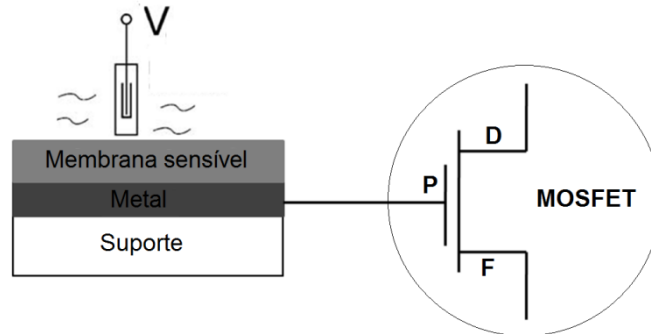 V
Membrana sensível
Metal
Suporte
P
D
MOSFET
F